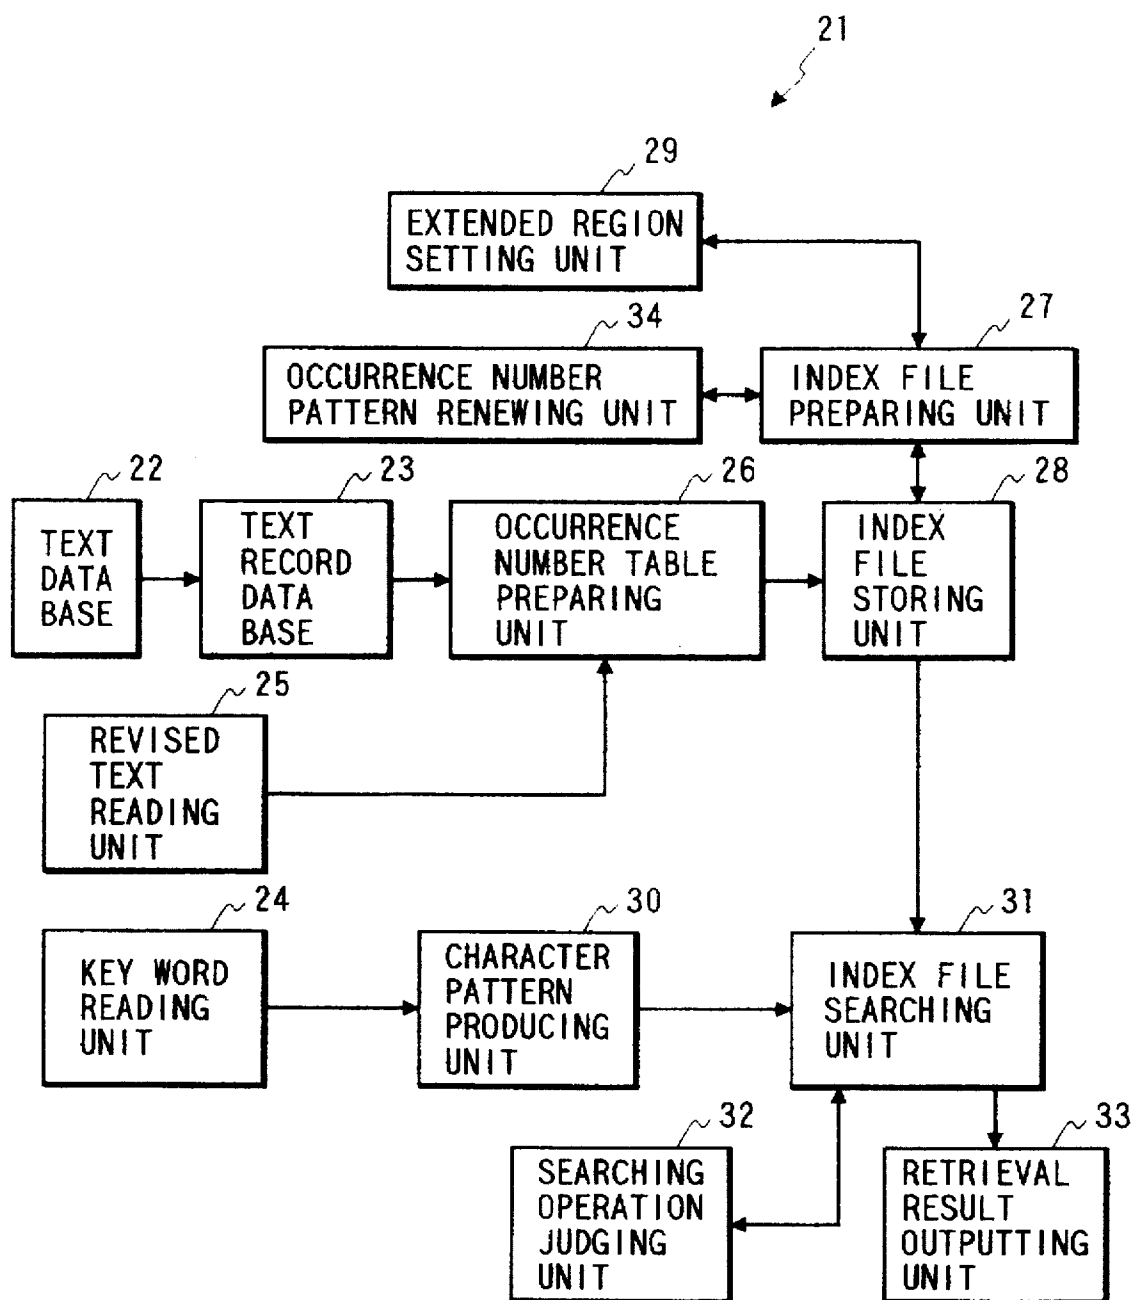 21
29
EXTENDED REGION
SETTING UNIT
34
OCCURRENCE NUMBER
PATTERN RENEWING UNIT
27
INDEX FILE
PREPARING UNIT
22
TEXT
DATA
BASE
23
TEXT
RECORD
DATA
BASE
26
OCCURRENCE
NUMBER TABLE
PREPARING
UNIT
28
INDEX
FILE
STORING
UNIT
25
REVISED
TEXT
READING
UNIT
24
KEY WORD
READING
UNIT
30
CHARACTER
PATTERN
PRODUCING
UNIT
31
INDEX FILE
SEARCHING
UNIT
32
SEARCHING
OPERATION
JUDGING
UNIT
33
RETRIEVAL
RESULT
OUTPUTTING
UNIT